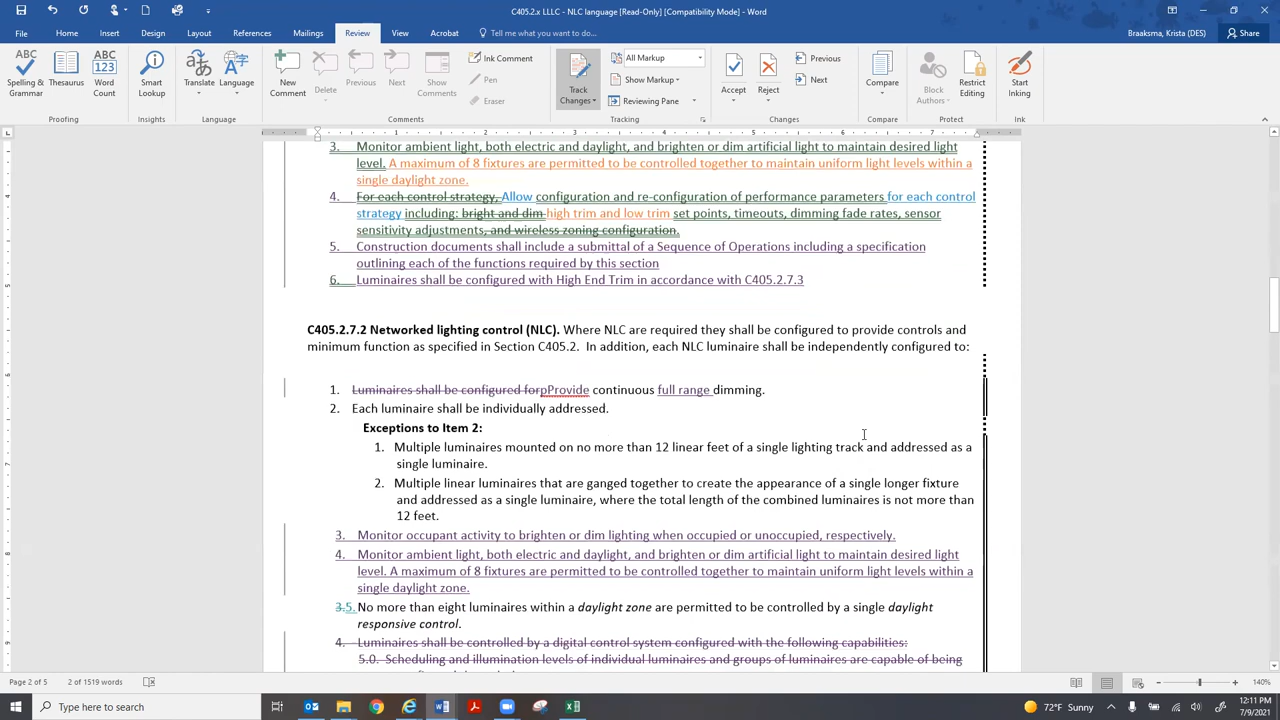 C405.2.x LLLC - NLC language [Read-Only] [Compatibility Mode] - Word
Braaksma, Krista (DES)
File Home Insert Design Layout References Mailings Review View Acrobat Tell me what you want to do... Share
Spelling & Grammar
Thesaurus
Word Count
Smart Lookup
Translate
Language
New Comment
Delete
Previous
Next
Show Comments
Ink Comment
Pen
Eraser
Track Changes
All Markup
Show Markup
Reviewing Pane
Accept
Reject
Previous
Next
Compare
Block Authors
Restrict Editing
Start Inking
Proofing Insights Language Comments Tracking Changes Compare Protect Ink
1 2 3 4 5 6 7
3. Monitor ambient light, both electric and daylight, and brighten or dim artificial light to maintain desired light
level. A maximum of 8 fixtures are permitted to be controlled together to maintain uniform light levels within a
single daylight zone.
4. For each control strategy, Allow configuration and re-configuration of performance parameters for each control
strategy including: bright and dim high trim and low trim set points, timeouts, dimming fade rates, sensor
sensitivity adjustments, and wireless zoning configuration.
5. Construction documents shall include a submittal of a Sequence of Operations including a specification
outlining each of the functions required by this section
6. Luminaires shall be configured with High End Trim in accordance with C405.2.7.3
C405.2.7.2 Networked lighting control (NLC). Where NLC are required they shall be configured to provide controls and
minimum function as specified in Section C405.2. In addition, each NLC luminaire shall be independently configured to:
1. Luminaires shall be configured forpProvide continuous full range dimming.
2. Each luminaire shall be individually addressed.
Exceptions to Item 2:
1. Multiple luminaires mounted on no more than 12 linear feet of a single lighting track and addressed as a
single luminaire.
2. Multiple linear luminaires that are ganged together to create the appearance of a single longer fixture
and addressed as a single luminaire, where the total length of the combined luminaires is not more than
12 feet.
3. Monitor occupant activity to brighten or dim lighting when occupied or unoccupied, respectively.
4. Monitor ambient light, both electric and daylight, and brighten or dim artificial light to maintain desired light
level. A maximum of 8 fixtures are permitted to be controlled together to maintain uniform light levels within a
single daylight zone.
3.5. No more than eight luminaires within a daylight zone are permitted to be controlled by a single daylight
responsive control.
4. Luminaires shall be controlled by a digital control system configured with the following capabilities:
5.0. Scheduling and illumination levels of individual luminaires and groups of luminaires are capable of being
Page 2 of 5 2 of 1519 words 140%
Type here to search
72°F Sunny
12:11 PM
7/9/2021